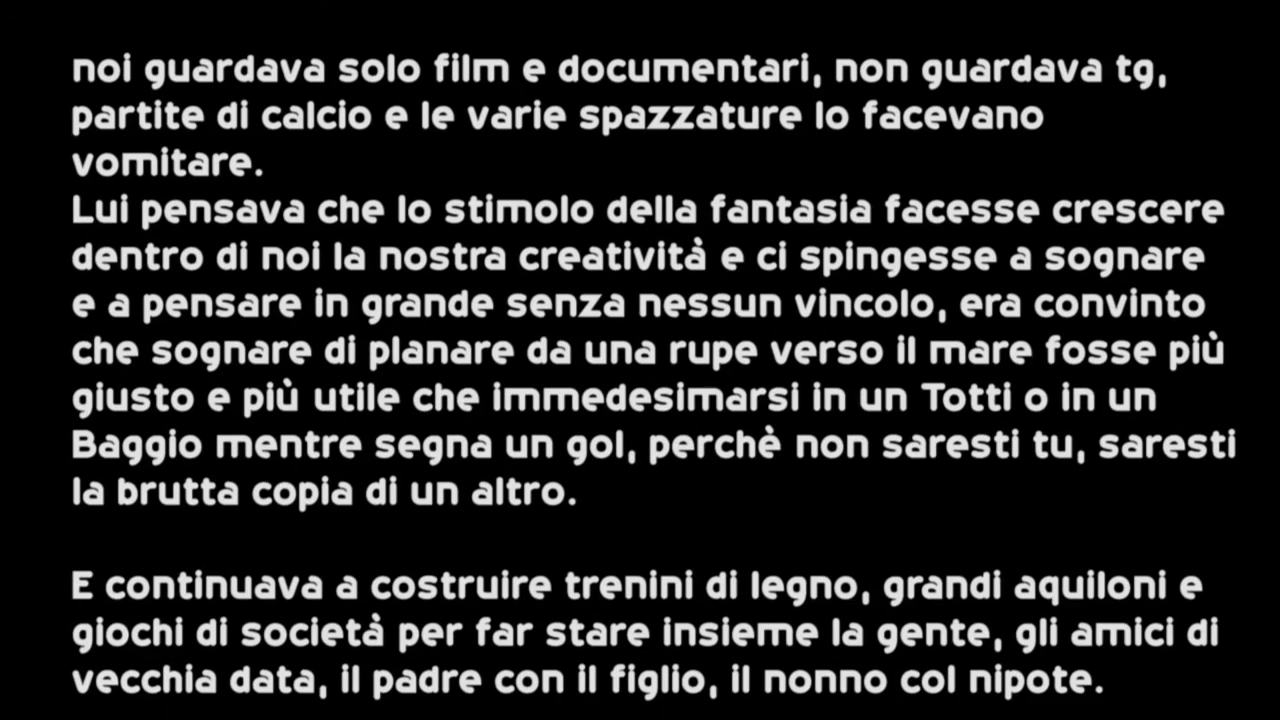 noi guardava solo film e documentari, non guardava tg,
partite di calcio e le varie spazzature lo facevano
vomitare.
Lui pensava che lo stimolo della fantasia facesse crescere
dentro di noi la nostra creatività e ci spingesse a sognare
e a pensare in grande senza nessun vincolo, era convinto
che sognare di planare da una rupe verso il mare fosse più
giusto e più utile che immedesimarsi in un Totti o in un
Baggio mentre segna un gol, perchè non saresti tu, saresti
la brutta copia di un altro.
E continuava a costruire trenini di legno, grandi aquiloni e
giochi di società per far stare insieme la gente, gli amici di
vecchia data, il padre con il figlio, il nonno col nipote.